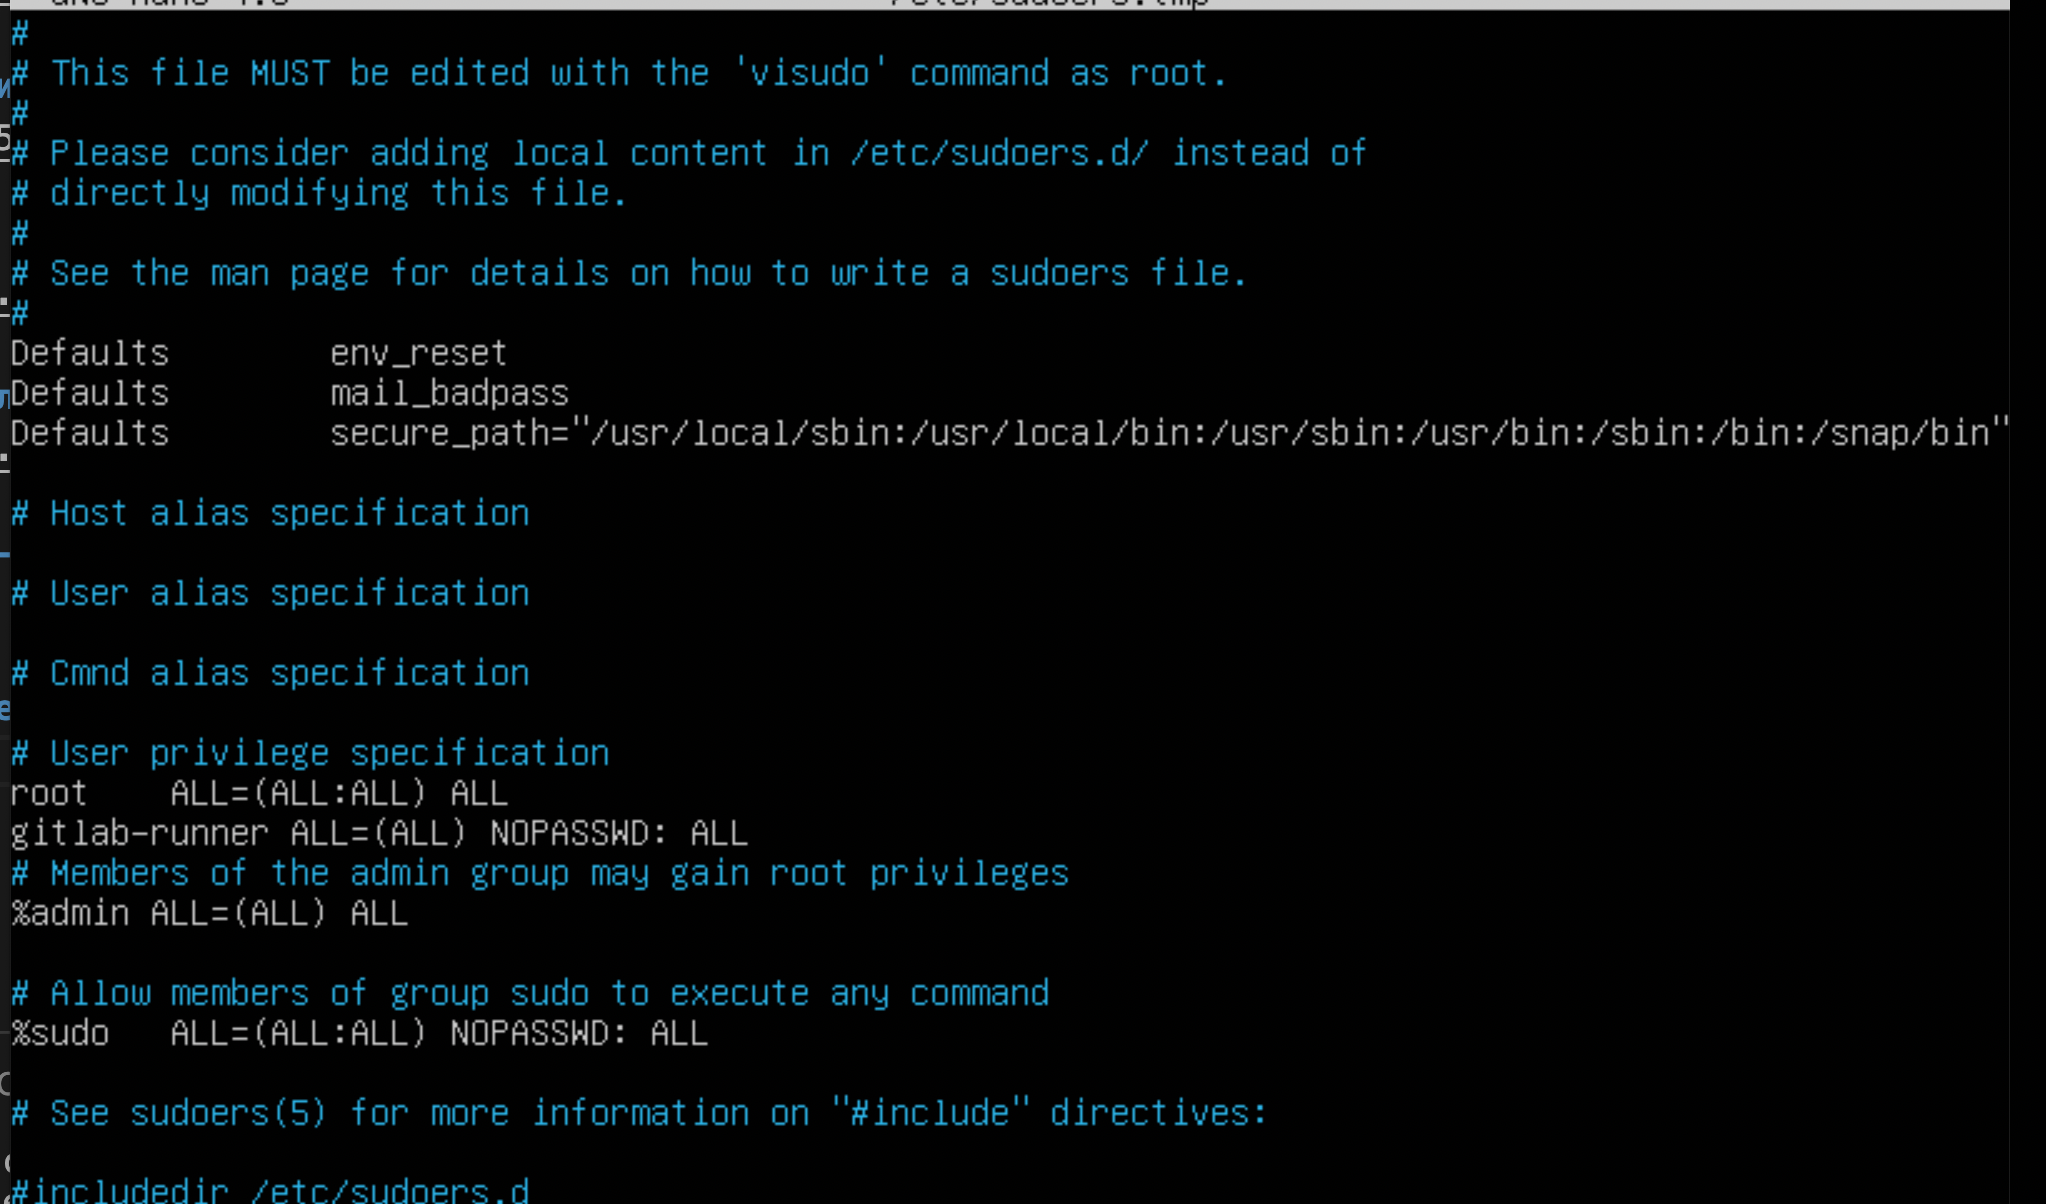 #
# This file MUST be edited with the 'visudo' command as root.
#
# Please consider adding local content in /etc/sudoers.d/ instead of
# directly modifying this file.
#
# See the man page for details on how to write a sudoers file.
#
Defaults        env_reset
Defaults        mail_badpass
Defaults        secure_path="/usr/local/sbin:/usr/local/bin:/usr/sbin:/usr/bin:/sbin:/bin:/snap/bin"

# Host alias specification

# User alias specification

# Cmnd alias specification

# User privilege specification
root    ALL=(ALL:ALL) ALL
gitlab-runner ALL=(ALL) NOPASSWD: ALL
# Members of the admin group may gain root privileges
%admin ALL=(ALL) ALL

# Allow members of group sudo to execute any command
%sudo   ALL=(ALL:ALL) NOPASSWD: ALL

# See sudoers(5) for more information on "#include" directives:

#includedir /etc/sudoers.d